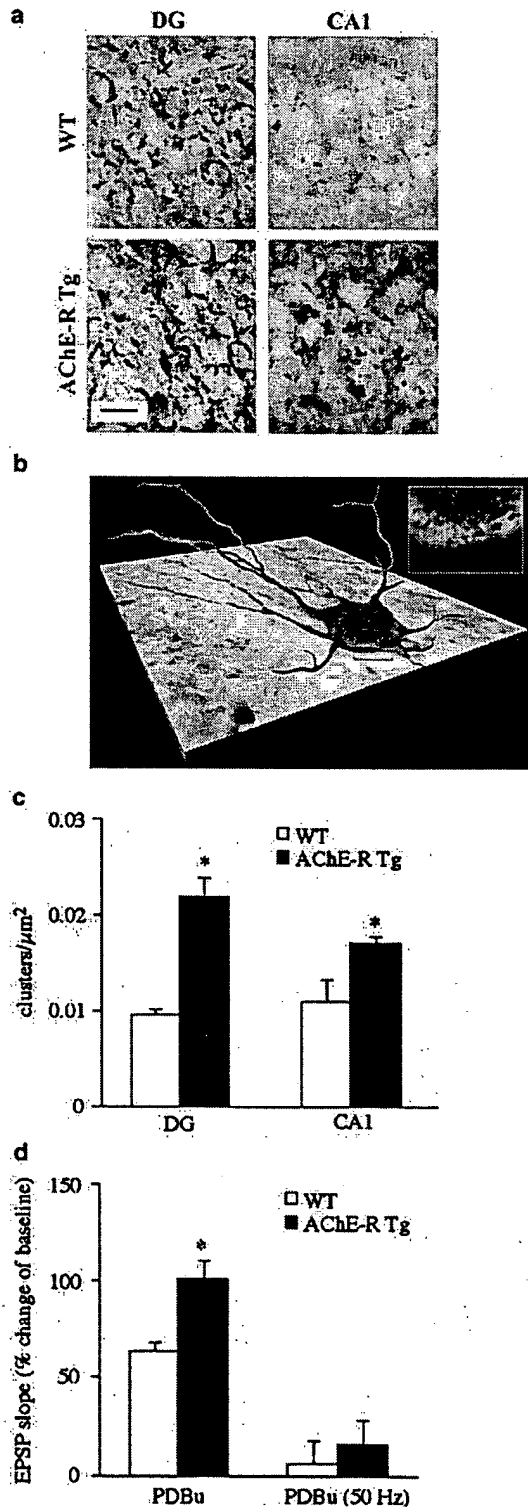 a
DG CA1
WT
AChE-R Tg
b
c
0.03
0.02
0.01
0
clusters/μm²
WT
AChE-R Tg
*
*
DG CA1
d
150
100
50
0
EPSP slope (% change of baseline)
WT
AChE-R Tg
*
PDBu PDBu (50 Hz)